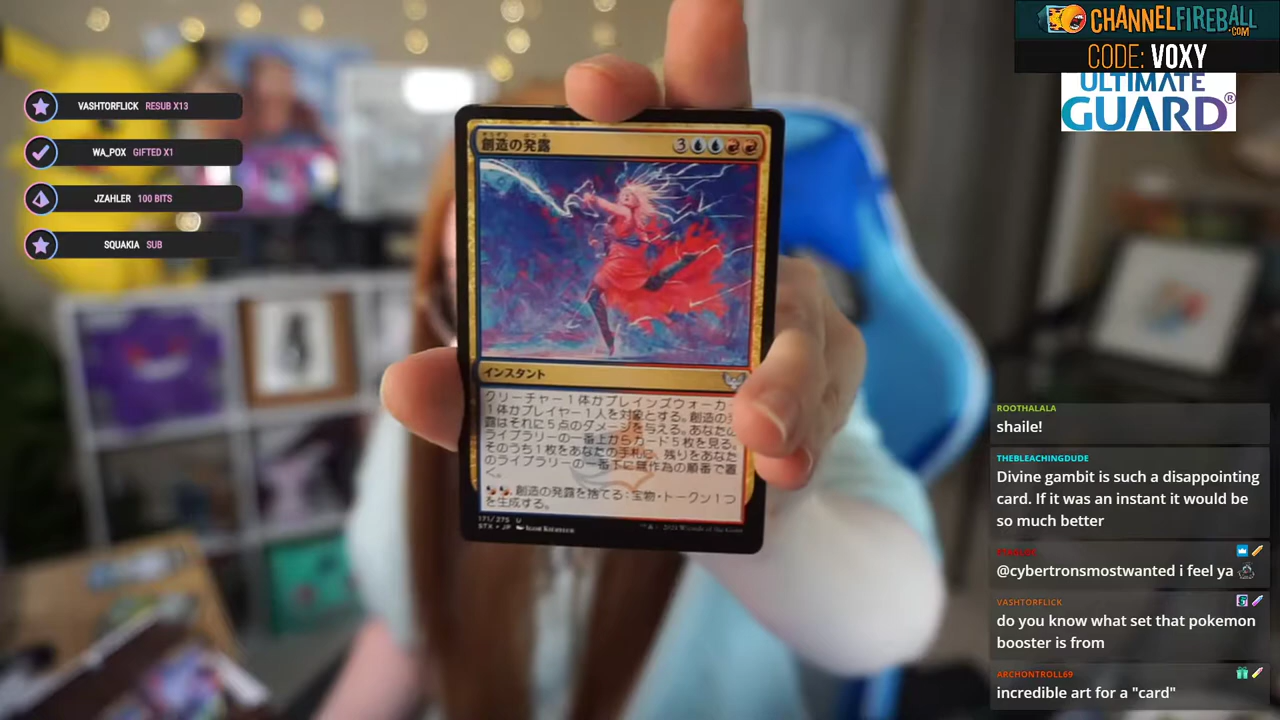 CHANNELFIREBALL
.COM
CODE: VOXY
ULTIMATE
GUARD®
VASHTORFLICK RESUB X13
WA_POX GIFTED X1
JZAHLER 100 BITS
SQUAKIA SUB
創造の発露
3
インスタント
クリーチャー１体かプレインズウォーカー
１体かプレイヤー１人を対象とする。創造の発
露はそれに５点のダメージを与える。あなたの
ライブラリーの一番上からカード５枚を見る。
そのうち１枚をあなたの手札に、残りをあなた
のライブラリーの一番下に無作為の順番で置
く。
創造の発露を捨てる：宝物・トークン１つ
を生成する。
171/275 U
STX • JP
ROOTHALALA
shaile!
THEBLEACHINGDUDE
Divine gambit is such a disappointing
card. If it was an instant it would be
so much better
@cybertronsmostwanted i feel ya
VASHTORFLICK
do you know what set that pokemon
booster is from
ARCHONTROLL69
incredible art for a "card"